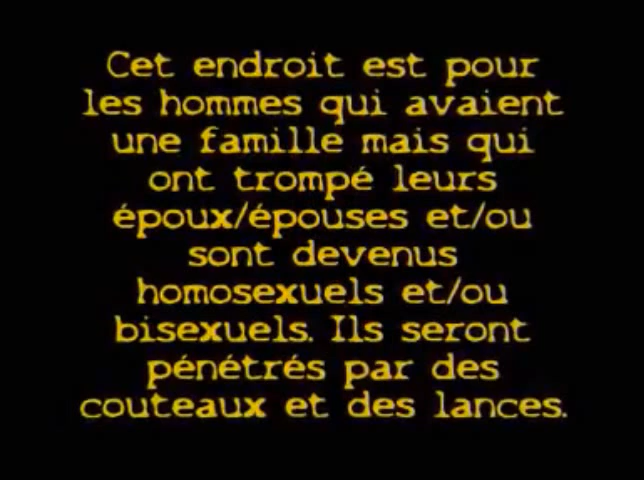 Cet endroit est pour
les hommes qui avaient
une famille mais qui
ont trompé leurs
époux/épouses et/ou
sont devenus
homosexuels et/ou
bisexuels. Ils seront
pénétrés par des
couteaux et des lances.